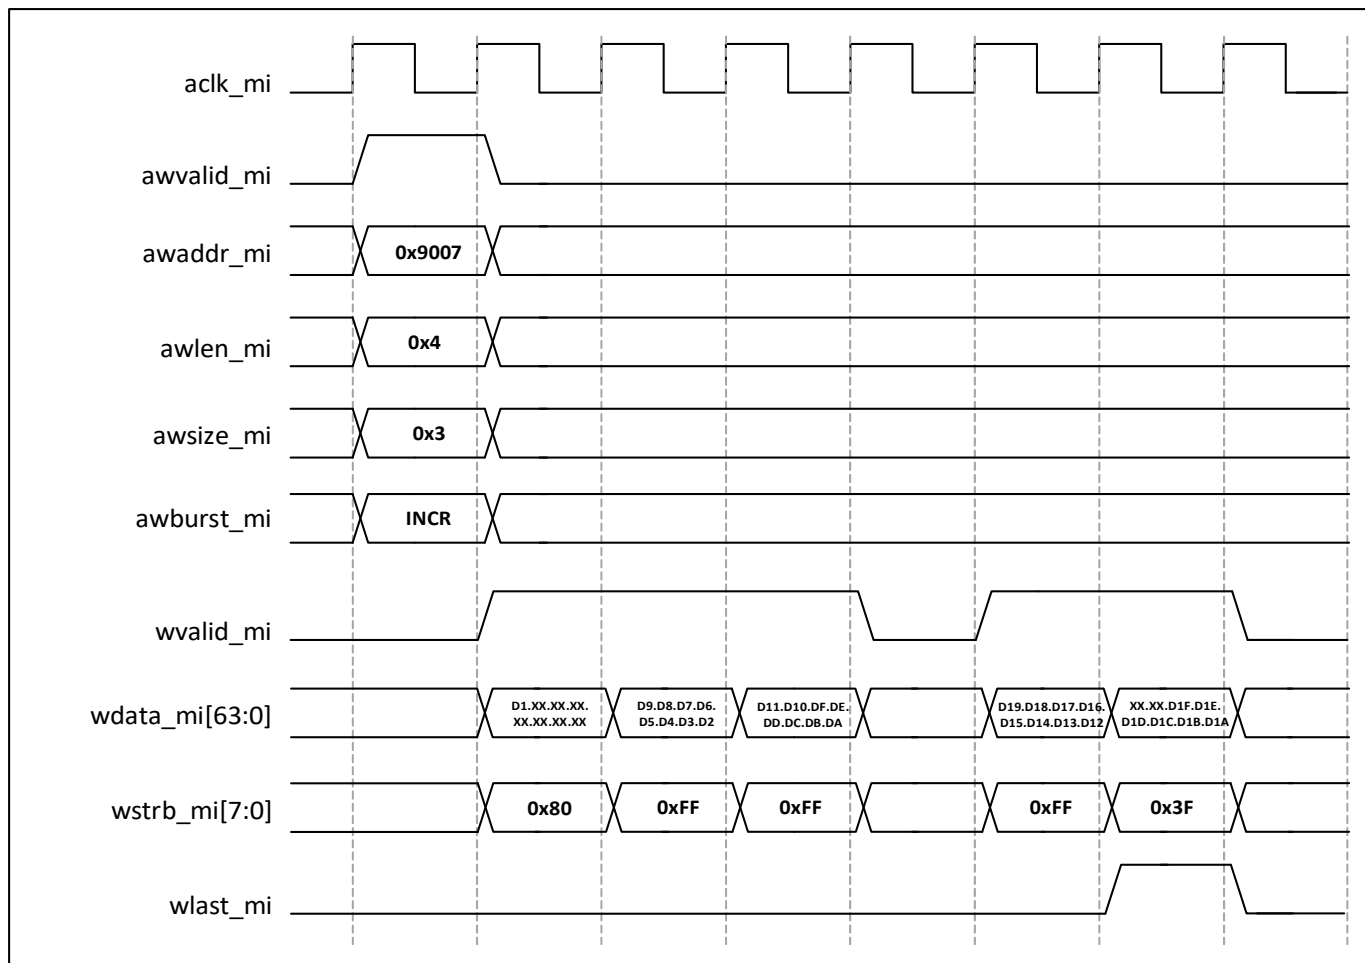 aclk_mi
awvalid_mi
awaddr_mi
0x9007
awlen_mi
0x4
awsize_mi
0x3
awburst_mi
INCR
wvalid_mi
wdata_mi[63:0]
D1.XX.XX.XX.
XX.XX.XX.XX
D9.D8.D7.D6.
D5.D4.D3.D2
D11.D10.DF.DE.
DD.DC.DB.DA
D19.D18.D17.D16.
D15.D14.D13.D12
XX.XX.D1F.D1E.
D1D.D1C.D1B.D1A
wstrb_mi[7:0]
0x80
0xFF
0xFF
0xFF
0x3F
wlast_mi